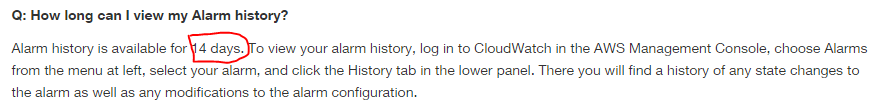 Q: How long can I view my Alarm history?
Alarm history is available for 14 days. To view your alarm history, log in to CloudWatch in the AWS Management Console, choose Alarms
from the menu at left, select your alarm, and click the History tab in the lower panel. There you will find a history of any state changes to
the alarm as well as any modifications to the alarm configuration.